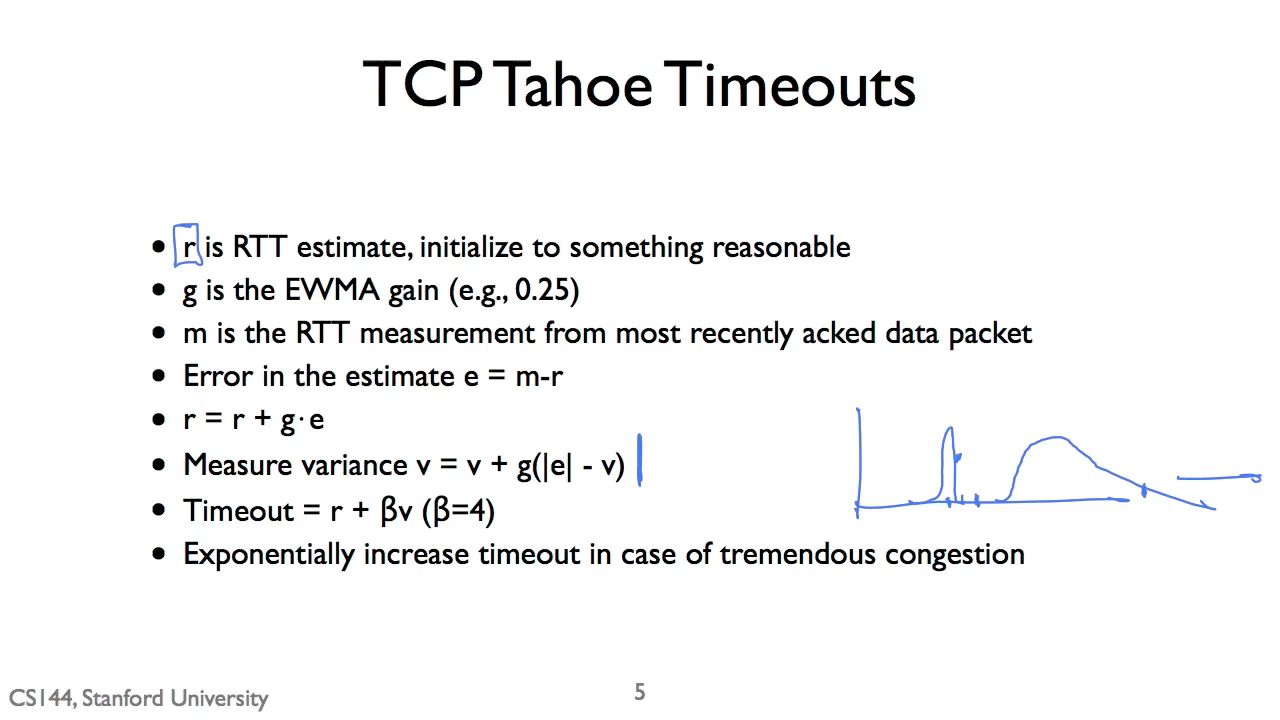 TCP Tahoe Timeouts
• r is RTT estimate, initialize to something reasonable
• g is the EWMA gain (e.g., 0.25)
• m is the RTT measurement from most recently acked data packet
• Error in the estimate e = m-r
• r = r + g·e
• Measure variance v = v + g(|e| - v)
• Timeout = r + βv (β=4)
• Exponentially increase timeout in case of tremendous congestion
CS144, Stanford University
5